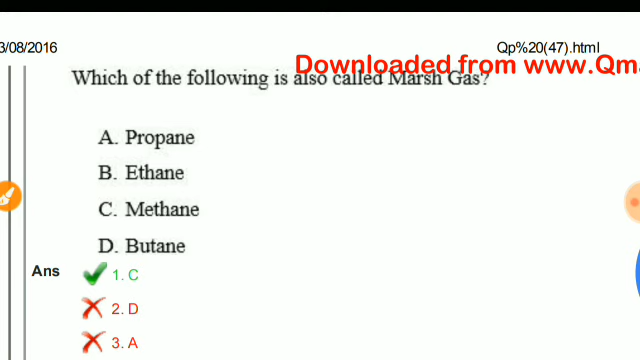 3/08/2016 Qp%20(47).html
Downloaded from www.Qma
Which of the following is also called Marsh Gas?
A. Propane
B. Ethane
C. Methane
D. Butane
Ans 1. C
2. D
3. A